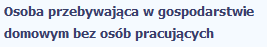 Osoba przebywająca w gospodarstwie
domowym bez osób pracujących